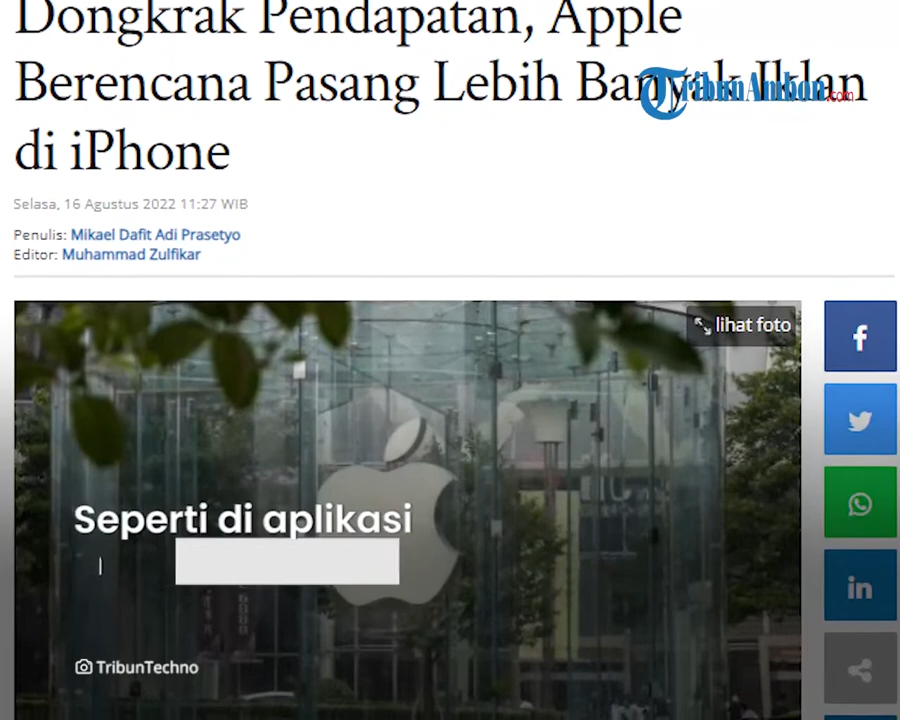 Dongkrak Pendapatan, Apple
Berencana Pasang Lebih Banyak Iklan
di iPhone
TribunAmbon.com
Selasa, 16 Agustus 2022 11:27 WIB
Penulis: Mikael Dafit Adi Prasetyo
Editor: Muhammad Zulfikar
lihat foto
Seperti di aplikasi
TribunTechno